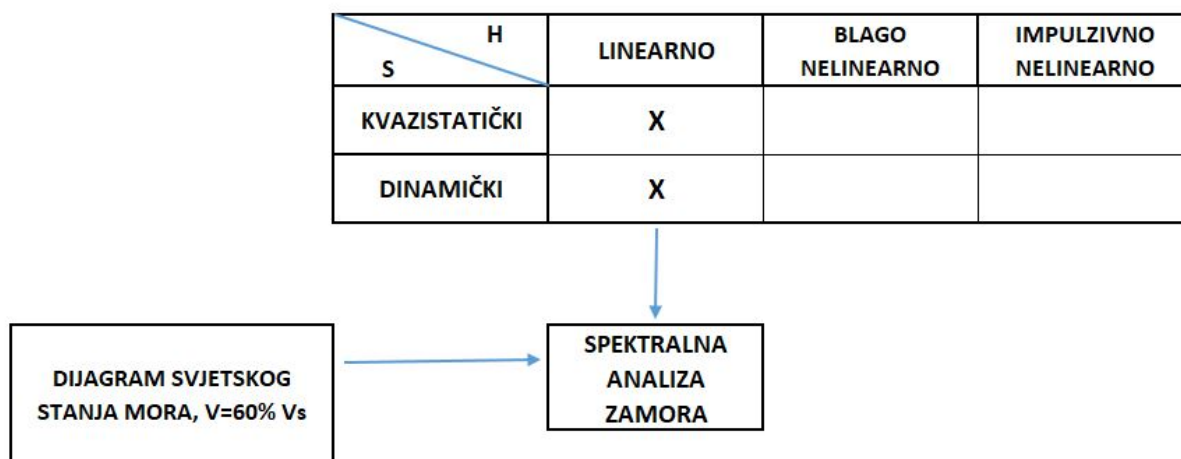 H
S
LINEARNO
BLAGO
NELINEARNO
IMPULZIVNO
NELINEARNO
KVAZISTATIČKI
X
DINAMIČKI
X
DIJAGRAM SVJETSKOG
STANJA MORA, V=60% Vs
SPEKTRALNA
ANALIZA
ZAMORA